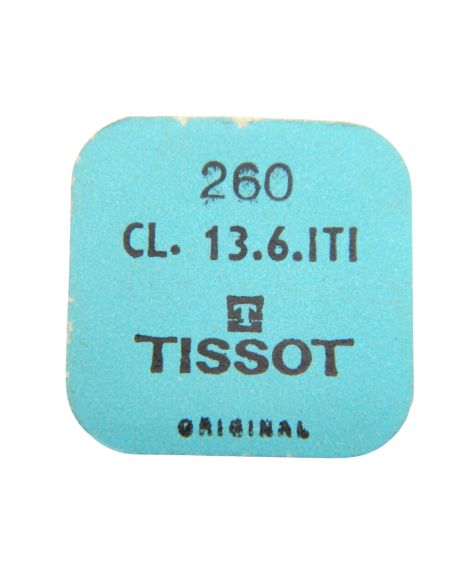 260
CL. 13.6.ITI
T
TISSOT
ORIGINAL